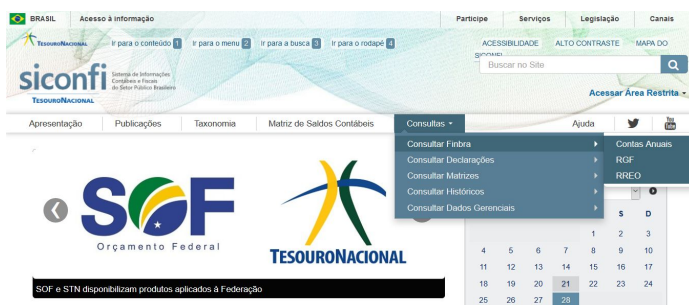 BRASIL Acesso à informação Participe Serviços Legislação Canais
TESOURONACIONAL Ir para o conteúdo 1 Ir para o menu 2 Ir para a busca 3 Ir para o rodapé 4 ACESSIBILIDADE ALTO CONTRASTE MAPA DO
siconfi
Sistema de Informações
Contábeis e Fiscais
do Setor Público Brasileiro
TESOURONACIONAL
Buscar no Site
Acessar Área Restrita
Apresentação Publicações Taxonomia Matriz de Saldos Contábeis Consultas Ajuda You Tube
Consultar Finbra Contas Anuais
Consultar Declarações RGF
Consultar Matrizes RREO
Consultar Históricos
Consultar Dados Gerenciais
SOF
Orçamento Federal
TESOURONACIONAL
SOF e STN disponibilizam produtos aplicados à Federação
S D
1 2 3
4 5 6 7 8 9 10
11 12 13 14 15 16 17
18 19 20 21 22 23 24
25 26 27 28